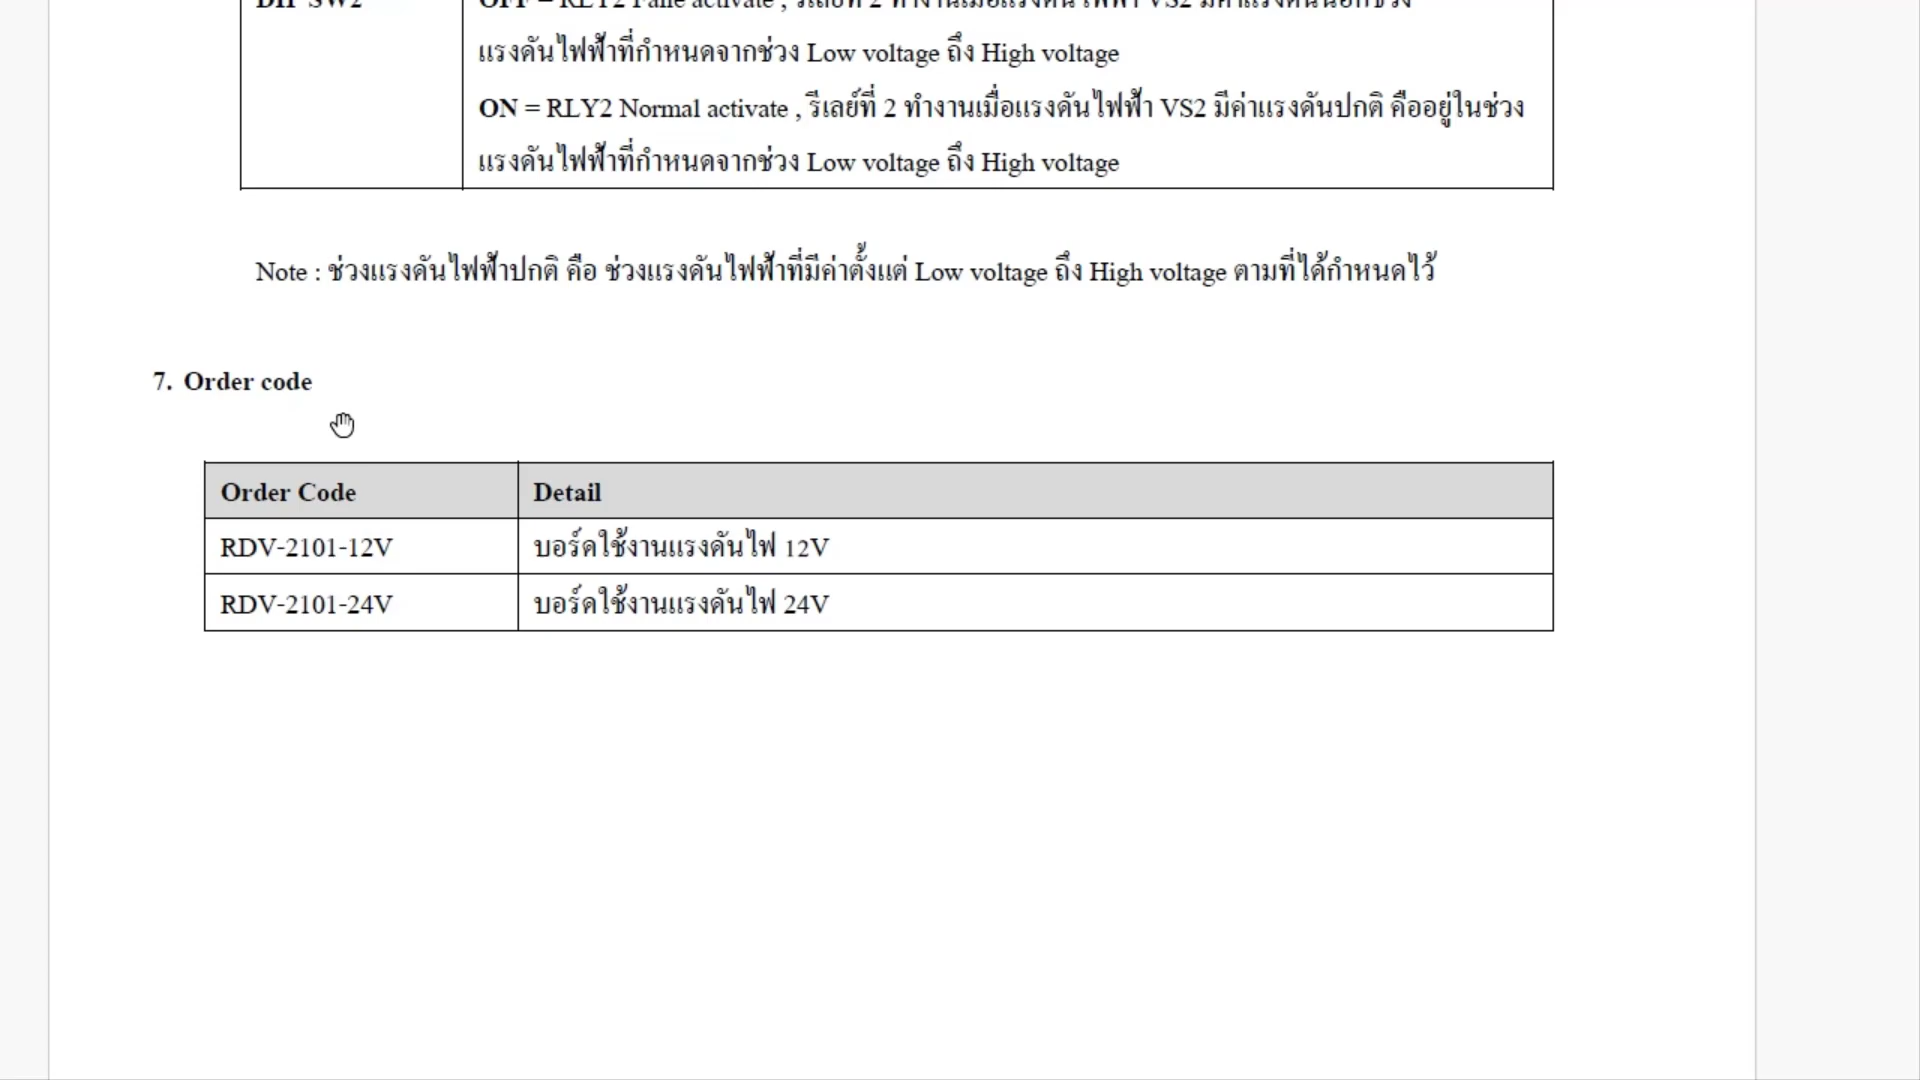 แรงดันไฟฟ้าที่กำหนดจากช่วง Low voltage ถึง High voltage
ON = RLY2 Normal activate , รีเลย์ที่ 2 ทำงานเมื่อแรงดันไฟฟ้า VS2 มีค่าแรงดันปกติ คืออยู่ในช่วง
แรงดันไฟฟ้าที่กำหนดจากช่วง Low voltage ถึง High voltage
Note : ช่วงแรงดันไฟฟ้าปกติ คือ ช่วงแรงดันไฟฟ้าที่มีค่าตั้งแต่ Low voltage ถึง High voltage ตามที่ได้กำหนดไว้
7. Order code
Order Code Detail
RDV-2101-12V บอร์ดใช้งานแรงดันไฟ 12V
RDV-2101-24V บอร์ดใช้งานแรงดันไฟ 24V